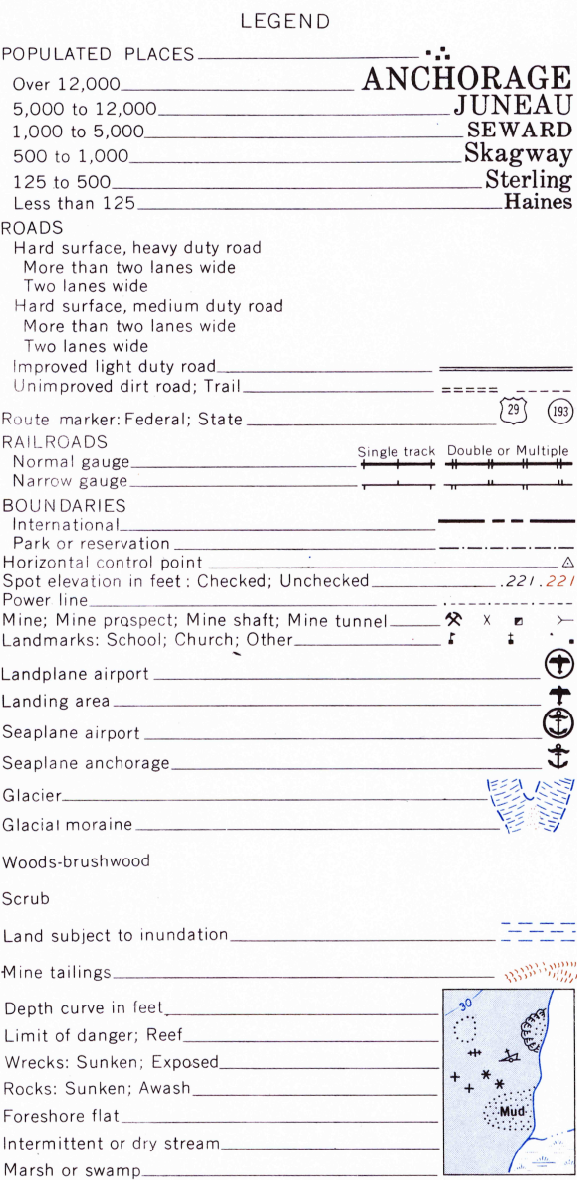 LEGEND
POPULATED PLACES
Over 12,000 ANCHORAGE
5,000 to 12,000 JUNEAU
1,000 to 5,000 SEWARD
500 to 1,000 Skagway
125 to 500 Sterling
Less than 125 Haines
ROADS
Hard surface, heavy duty road
More than two lanes wide
Two lanes wide
Hard surface, medium duty road
More than two lanes wide
Two lanes wide
Improved light duty road
Unimproved dirt road; Trail
Route marker: Federal; State 29 193
RAILROADS
Single track Double or Multiple
Normal gauge
Narrow gauge
BOUNDARIES
International
Park or reservation
Horizontal control point
Spot elevation in feet: Checked; Unchecked .221 .221
Power line
Mine; Mine prospect; Mine shaft; Mine tunnel
Landmarks: School; Church; Other
Landplane airport
Landing area
Seaplane airport
Seaplane anchorage
Glacier
Glacial moraine
Woods-brushwood
Scrub
Land subject to inundation
Mine tailings
Depth curve in feet 30
Limit of danger; Reef
Wrecks: Sunken; Exposed
Rocks: Sunken; Awash
Foreshore flat Mud
Intermittent or dry stream
Marsh or swamp